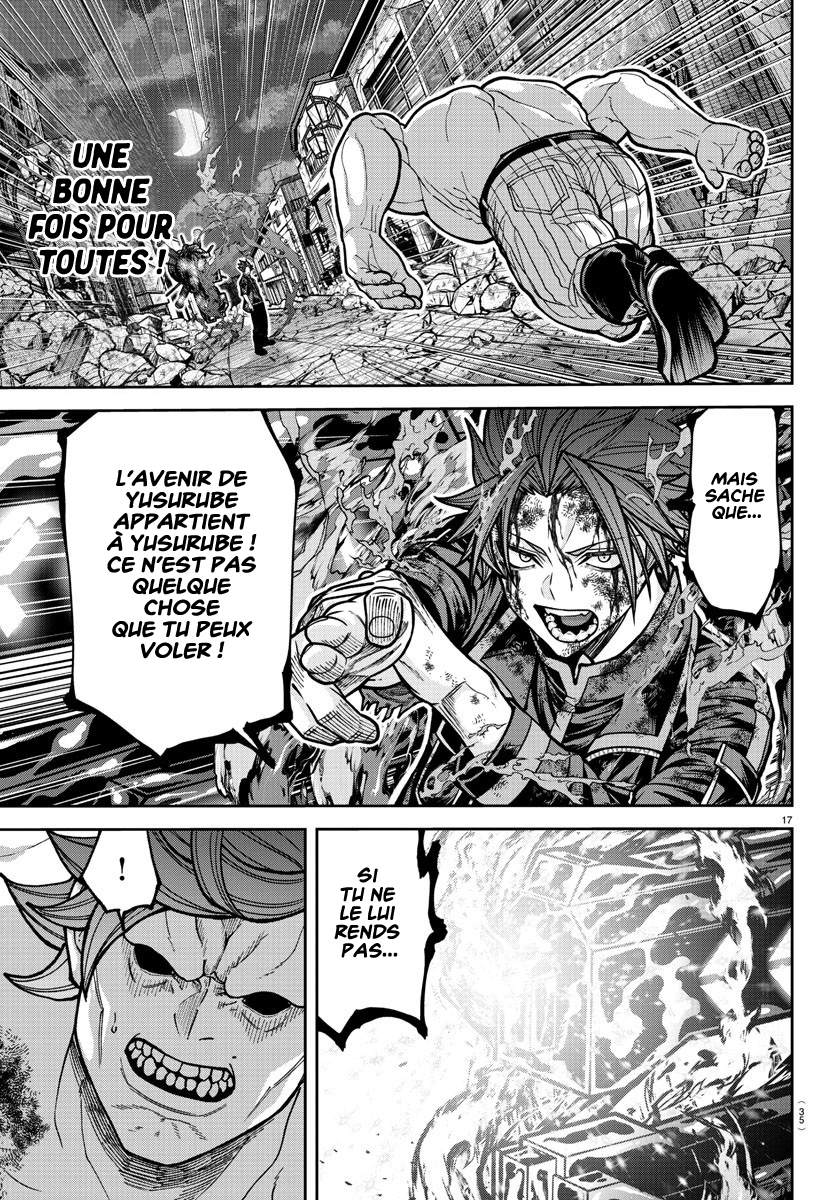 UNE
BONNE
FOIS POUR
TOUTES !
MAIS
SACHE
QUE...
L'AVENIR DE
YUSURUBE
APPARTIENT
À YUSURUBE !
CE N'EST PAS
QUELQUE
CHOSE
QUE TU PEUX
VOLER !
17
SI
TU NE
LE LUI
RENDS
PAS...
!
(35)